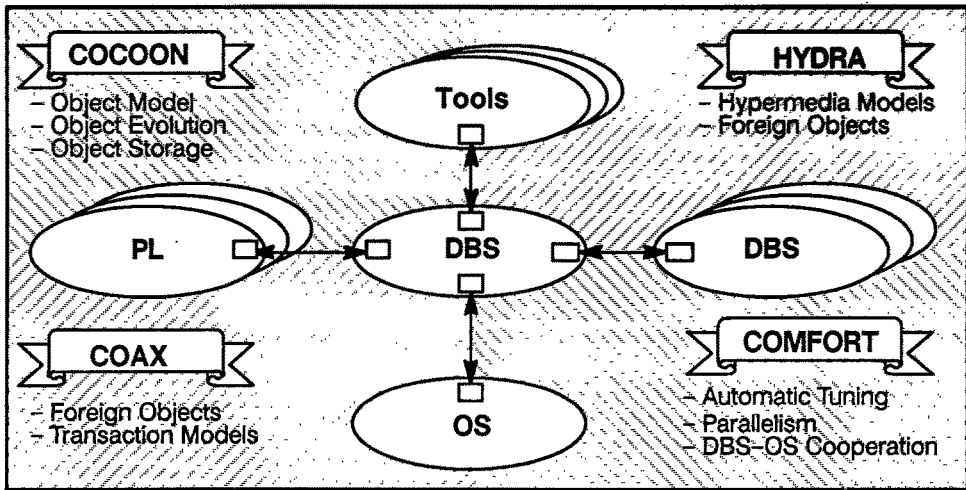 COCOON
– Object Model
– Object Evolution
– Object Storage
Tools
HYDRA
– Hypermedia Models
– Foreign Objects
PL
DBS
DBS
COAX
– Foreign Objects
– Transaction Models
OS
COMFORT
– Automatic Tuning
– Parallelism
– DBS–OS Cooperation